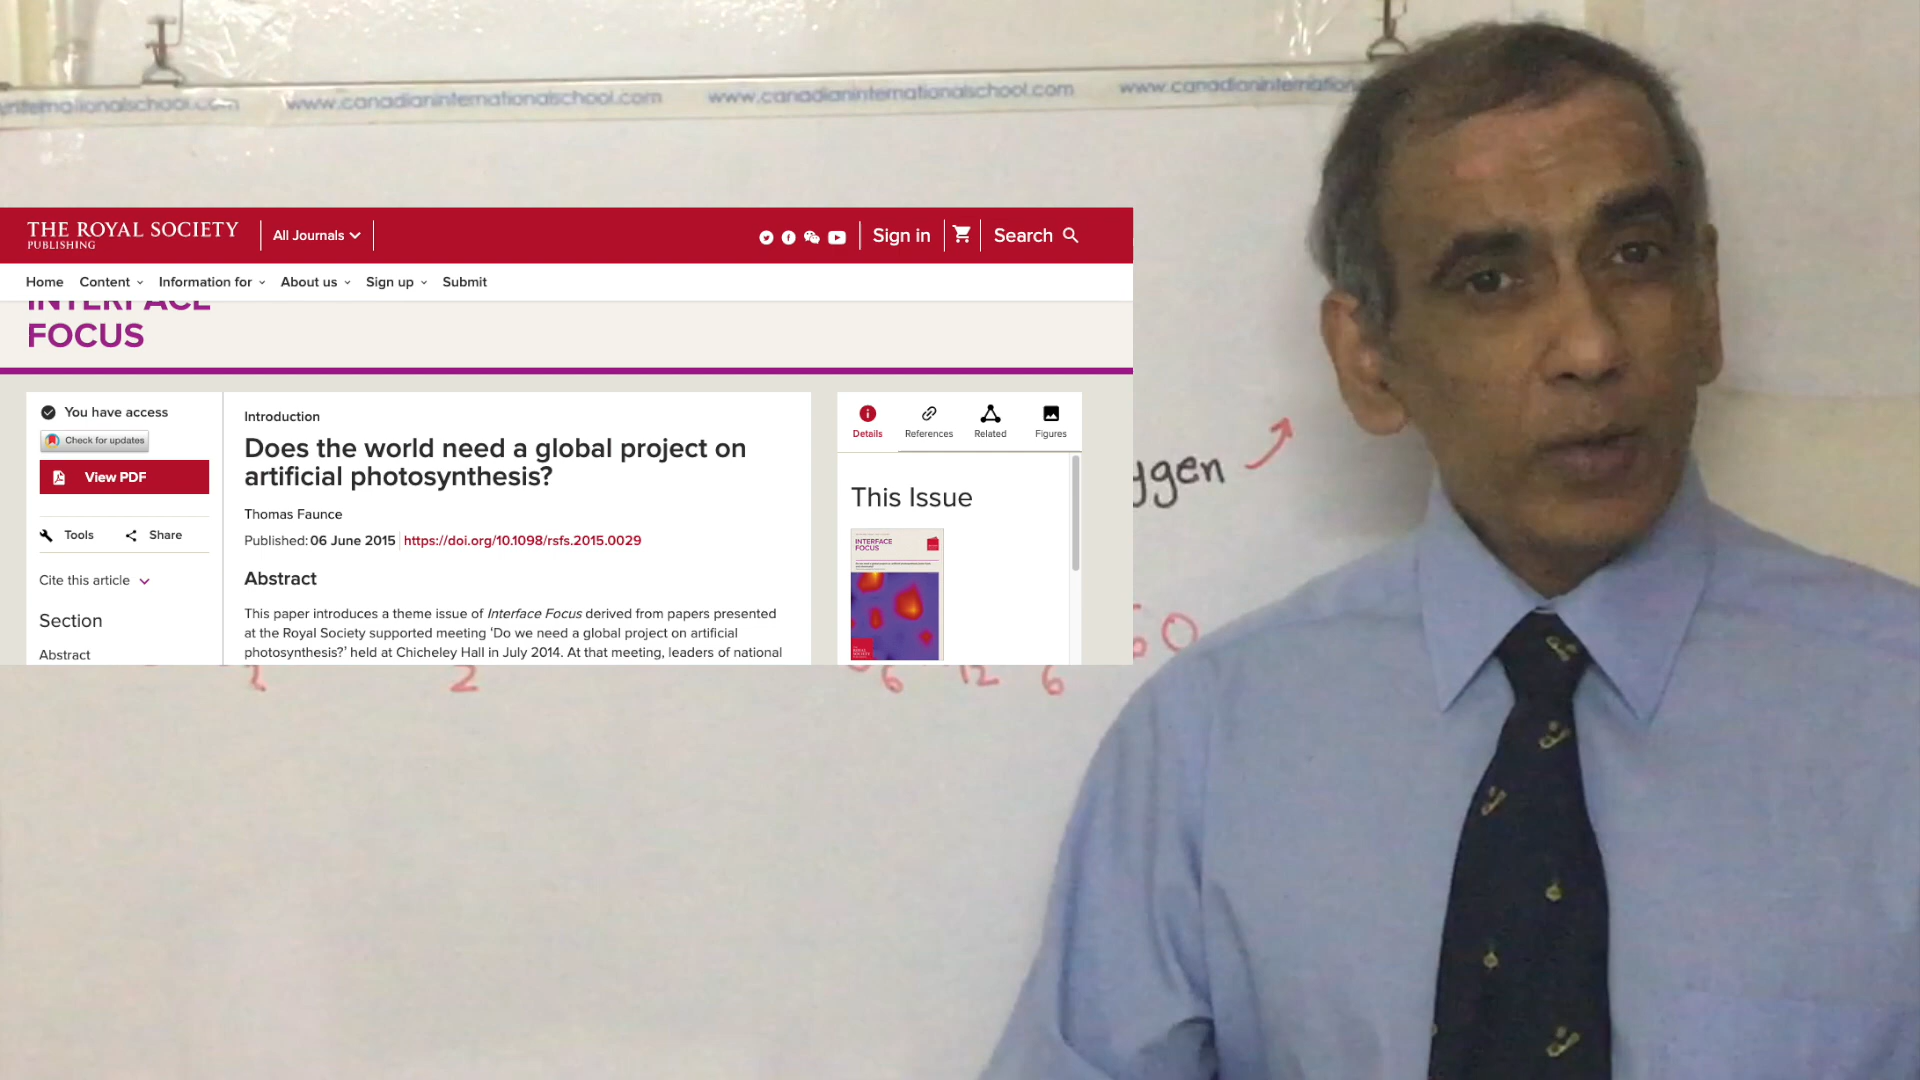 www.canadianinternationalschool.com www.canadianinternationalschool.com
THE ROYAL SOCIETY
PUBLISHING
All Journals
Sign in
Search
Home Content Information for About us Sign up Submit
INTERFACE
FOCUS
You have access
Check for updates
View PDF
Tools Share
Cite this article
Section
Abstract
Introduction
Does the world need a global project on
artificial photosynthesis?
Thomas Faunce
Published: 06 June 2015 https://doi.org/10.1098/rsfs.2015.0029
Abstract
This paper introduces a theme issue of Interface Focus derived from papers presented
at the Royal Society supported meeting ‘Do we need a global project on artificial
photosynthesis?’ held at Chicheley Hall in July 2014. At that meeting, leaders of national
Details References Related Figures
This Issue
INTERFACE
FOCUS
ygen
6O
2 6 12 6